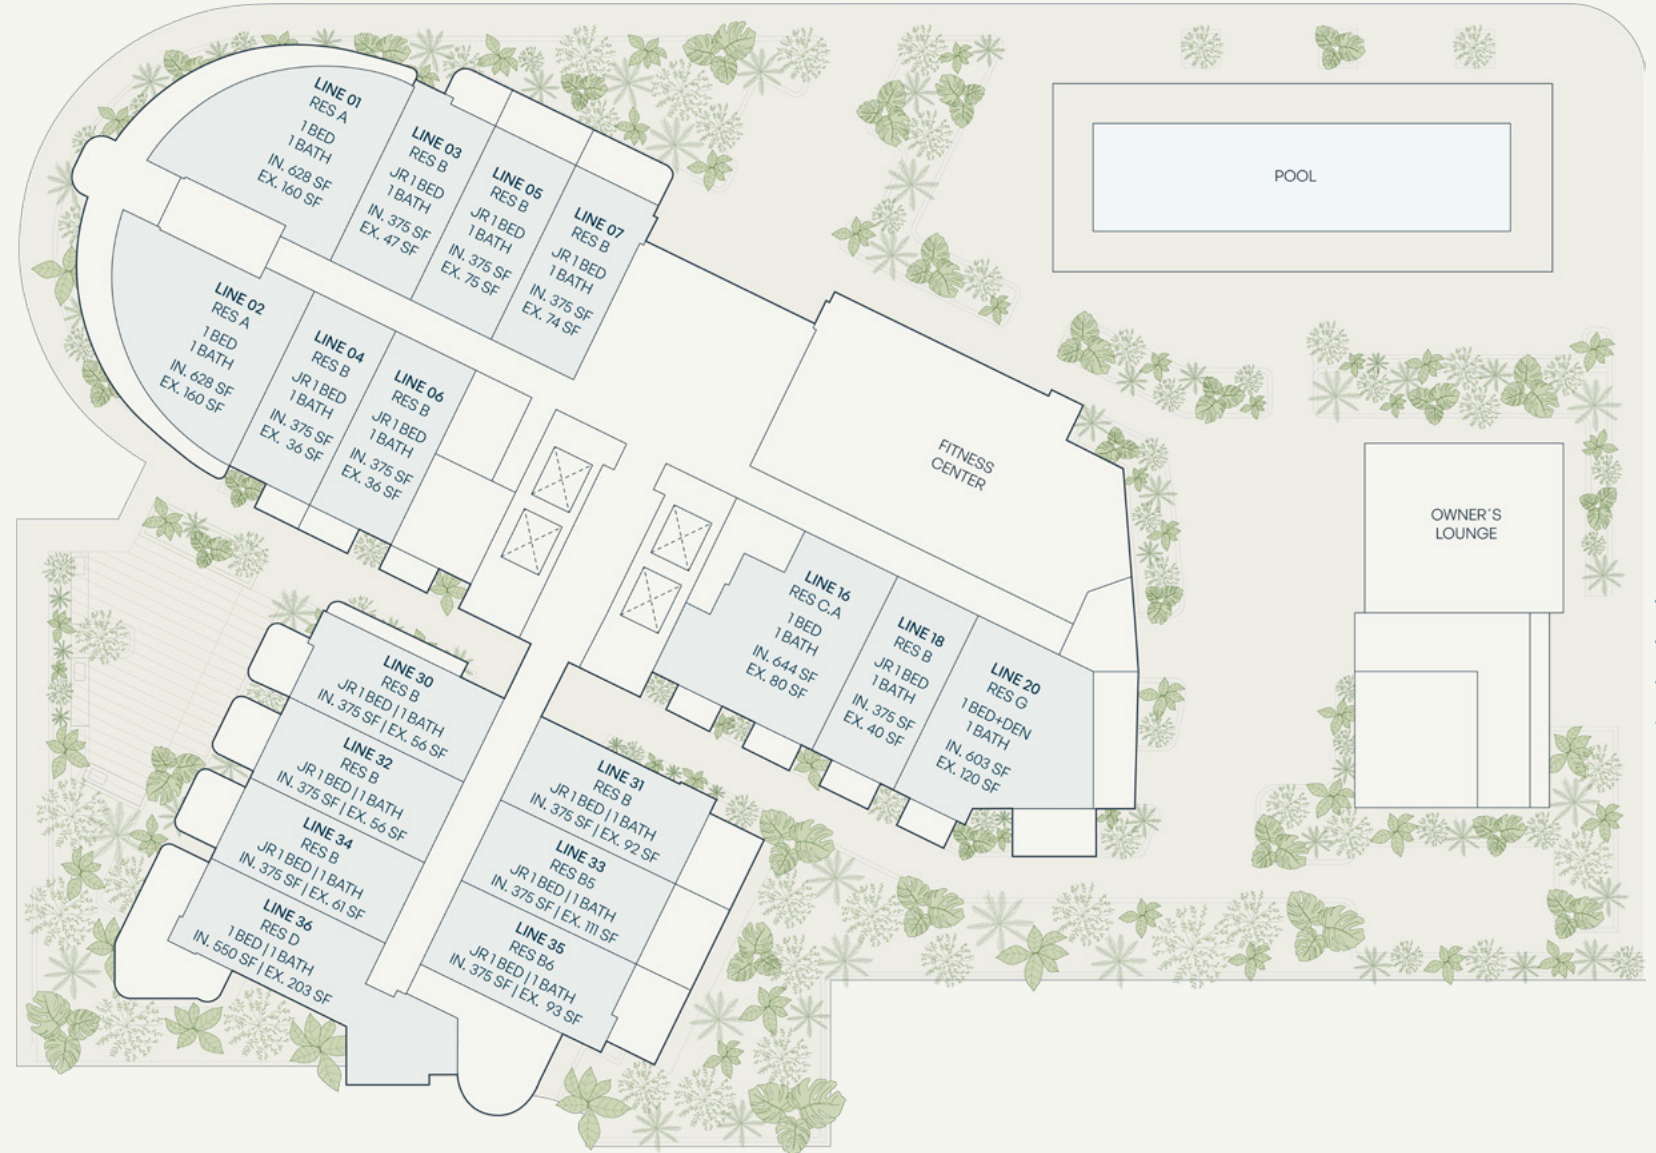 LINE 01
RES A
1 BED
1 BATH
IN. 628 SF
EX. 160 SF
LINE 03
RES B
JR 1 BED
1 BATH
IN. 375 SF
EX. 47 SF
LINE 05
RES B
JR 1 BED
1 BATH
IN. 375 SF
EX. 75 SF
LINE 07
RES B
JR 1 BED
1 BATH
IN. 375 SF
EX. 74 SF
POOL
LINE 02
RES A
1 BED
1 BATH
IN. 628 SF
EX. 160 SF
LINE 04
RES B
JR 1 BED
1 BATH
IN. 375 SF
EX. 36 SF
LINE 06
RES B
JR 1 BED
1 BATH
IN. 375 SF
EX. 36 SF
FITNESS
CENTER
OWNER´S
LOUNGE
LINE 16
RES C.A
1 BED
1 BATH
IN. 644 SF
EX. 80 SF
LINE 18
RES B
JR 1 BED
1 BATH
IN. 375 SF
EX. 40 SF
LINE 20
RES G
1 BED+DEN
1 BATH
IN. 603 SF
EX. 120 SF
LINE 30
RES B
JR 1 BED | 1 BATH
IN. 375 SF | EX. 56 SF
LINE 32
RES B
JR 1 BED | 1 BATH
IN. 375 SF | EX. 56 SF
LINE 34
RES B
JR 1 BED | 1 BATH
IN. 375 SF | EX. 61 SF
LINE 36
RES D
1 BED | 1 BATH
IN. 550 SF | EX. 203 SF
LINE 31
RES B
JR 1 BED | 1 BATH
IN. 375 SF | EX. 92 SF
LINE 33
RES B5
JR 1 BED | 1 BATH
IN. 375 SF | EX. 111 SF
LINE 35
RES B6
JR 1 BED | 1 BATH
IN. 375 SF | EX. 93 SF